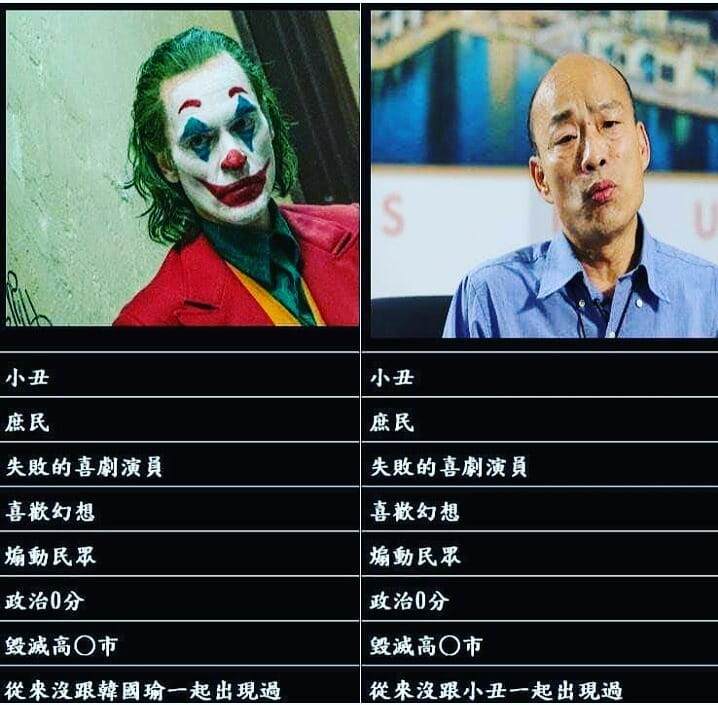 S
U
小丑
小丑
庶民
庶民
失敗的喜劇演員
失敗的喜劇演員
喜歡幻想
喜歡幻想
煽動民眾
煽動民眾
政治0分
政治0分
毀滅高〇市
毀滅高〇市
從來沒跟韓國瑜一起出現過
從來沒跟小丑一起出現過